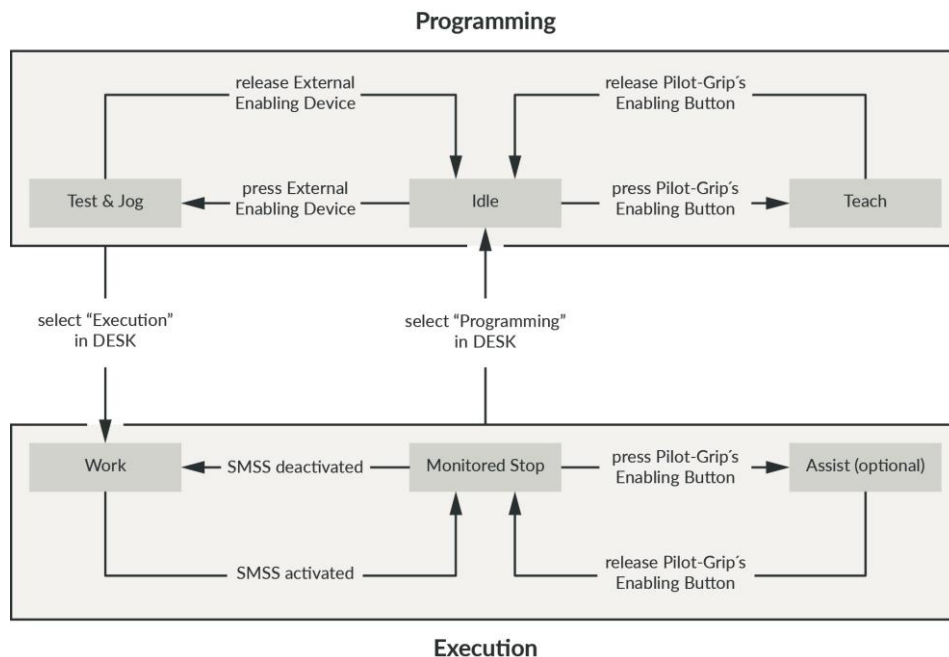 Programming
release External
Enabling Device
release Pilot-Grip´s
Enabling Button
Test & Jog
press External
Enabling Device
Idle
press Pilot-Grip´s
Enabling Button
Teach
select “Execution”
in DESK
select “Programming”
in DESK
Work
SMSS deactivated
Monitored Stop
press Pilot-Grip´s
Enabling Button
Assist (optional)
SMSS activated
release Pilot-Grip´s
Enabling Button
Execution